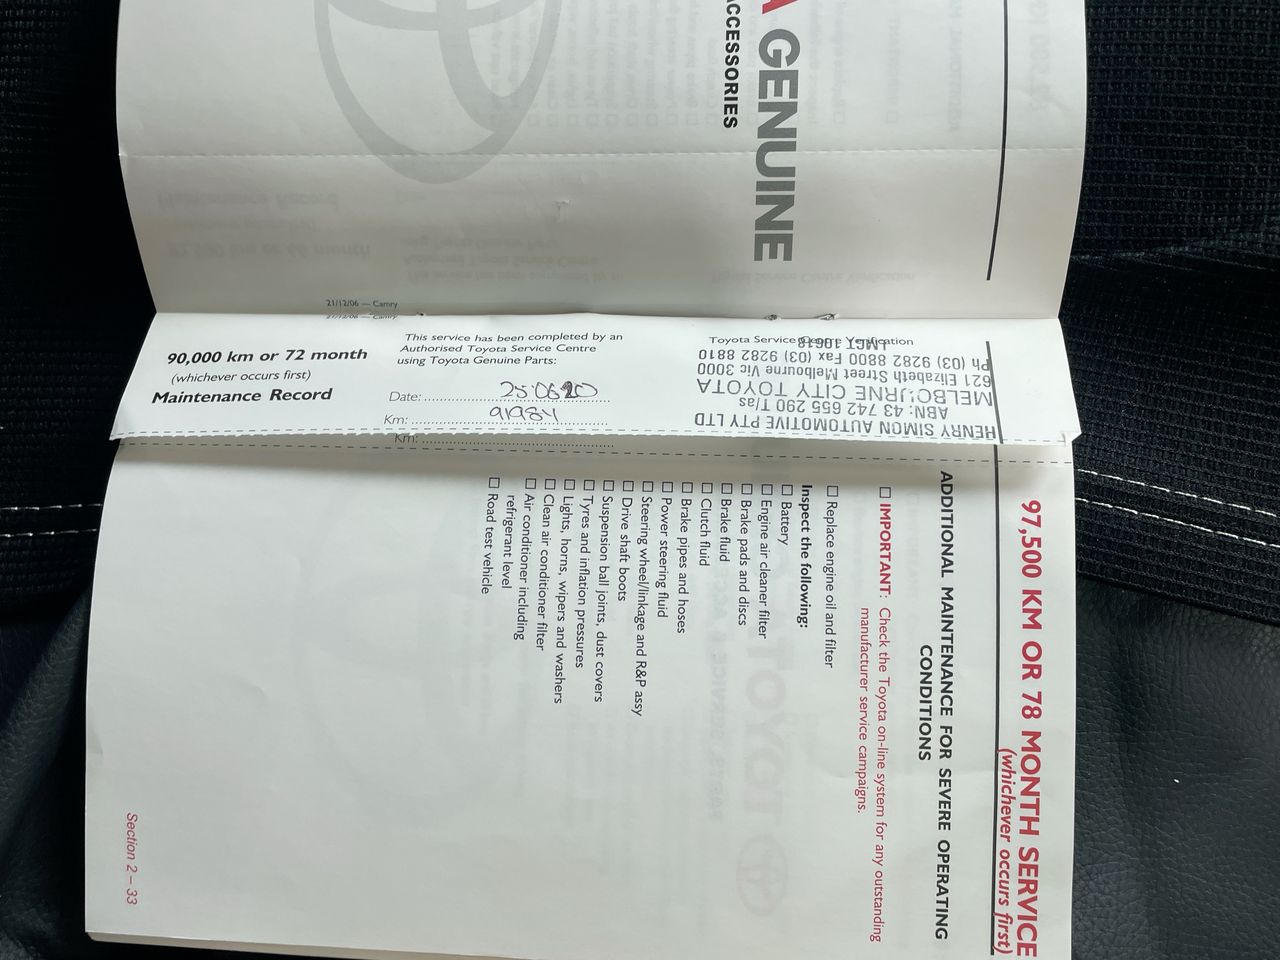 GENUINE
ACCESSORIES
21/12/06 — Camry
21/12/06 — Camry
90,000 km or 72 month
(whichever occurs first)
Maintenance Record
This service has been completed by an
Authorised Toyota Service Centre
using Toyota Genuine Parts:
Date: 25·06 20
Km: 91984
Km:
Toyota Service Centre Verification
HENRY SIMON AUTOMOTIVE PTY LTD
ABN: 43 742 655 290 T/as
MELBOURNE CITY TOYOTA
621 Elizabeth Street Melbourne Vic 3000
Ph (03) 9282 8800 Fax (03) 9282 8810
97,500 KM OR 78 MONTH SERVICE
(whichever occurs first)
ADDITIONAL MAINTENANCE FOR SEVERE OPERATING
CONDITIONS
IMPORTANT: Check the Toyota on-line system for any outstanding
manufacturer service campaigns.
Replace engine oil and filter
Inspect the following:
Battery
Engine air cleaner filter
Brake pads and discs
Brake fluid
Clutch fluid
Brake pipes and hoses
Power steering fluid
Steering wheel/linkage and R&P assy
Drive shaft boots
Suspension ball joints, dust covers
Tyres and inflation pressures
Lights, horns, wipers and washers
Clean air conditioner filter
Air conditioner including
refrigerant level
Road test vehicle
Section 2 – 33